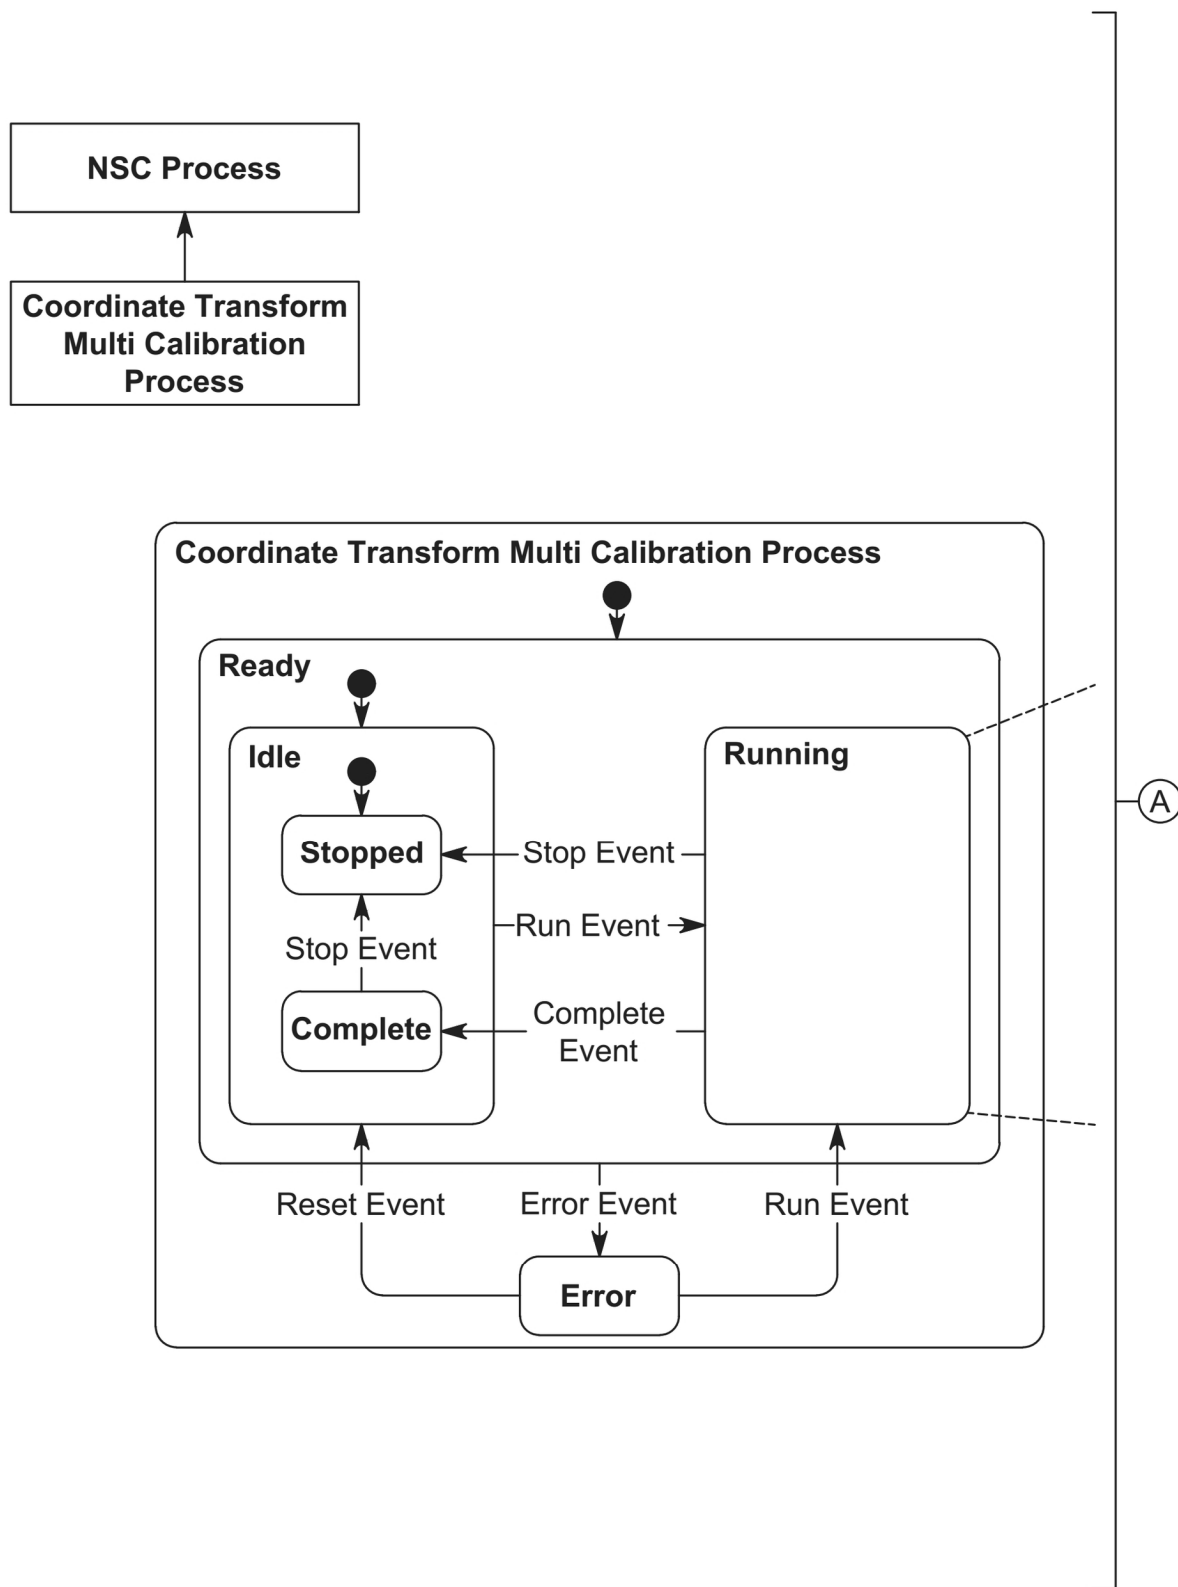 NSC Process
Coordinate Transform
Multi Calibration
Process
Coordinate Transform Multi Calibration Process
Ready
Idle
Running
Stopped
Stop Event
Run Event
Stop Event
Complete
Complete
Event
A
Reset Event
Error Event
Run Event
Error